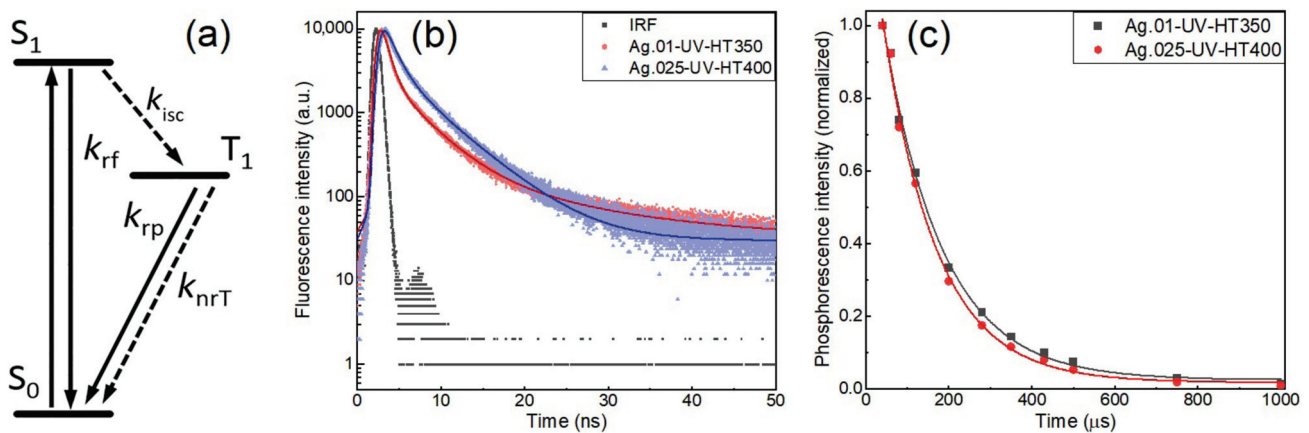 (a)
S1
kisc
krf
T1
krp
knrT
S0
(b)
IRF
Ag.01-UV-HT350
Ag.025-UV-HT400
Fluorescence intensity (a.u.)
10,000
1000
100
10
1
0 10 20 30 40 50
Time (ns)
(c)
Ag.01-UV-HT350
Ag.025-UV-HT400
Phosphorescence intensity (normalized)
1.0
0.8
0.6
0.4
0.2
0.0
0 200 400 600 800 1000
Time (μs)